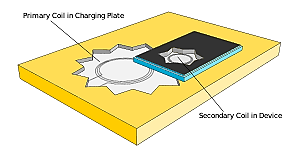 Primary Coil in Charging Plate
Secondary Coil in Device